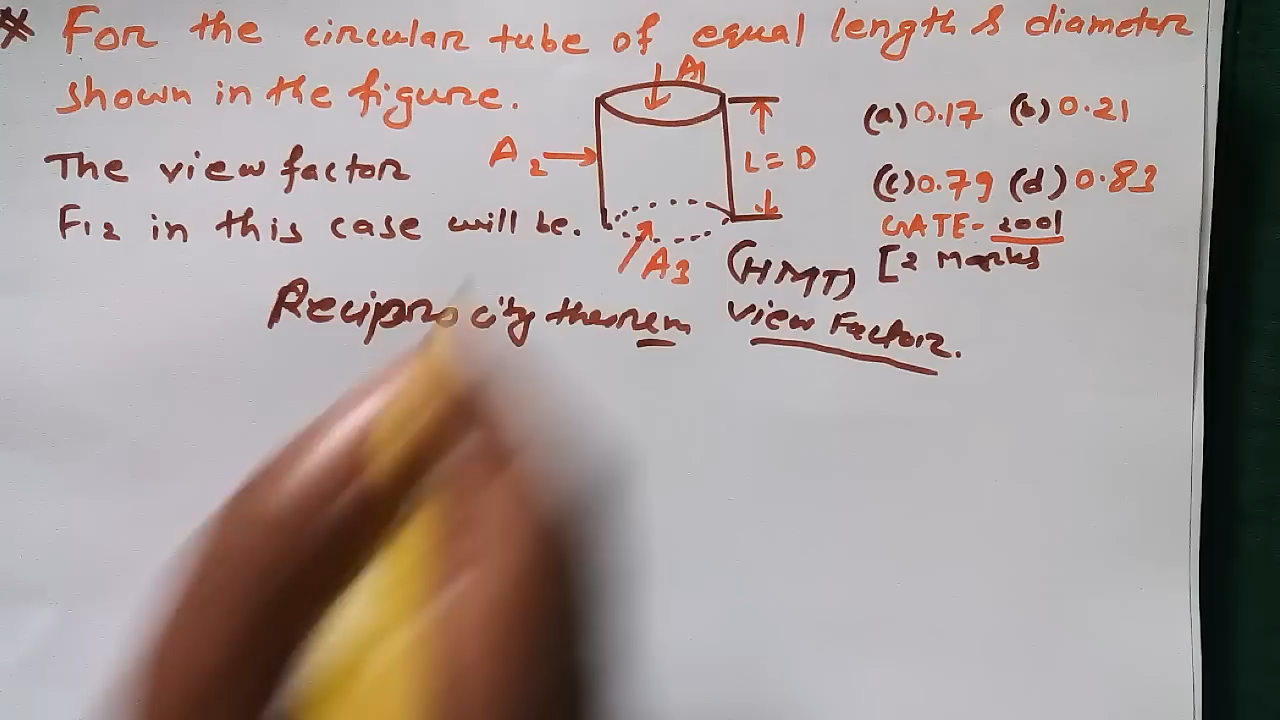 * For the circular tube of equal length & diameter
shown in the figure.
The view factor
F12 in this case will be.
A1
A2
L = D
A3
(a) 0.17 (b) 0.21
(c) 0.79 (d) 0.83
GATE- 2001
[2 Marks
(HMT)
View Factor.
Reciprocity theorem